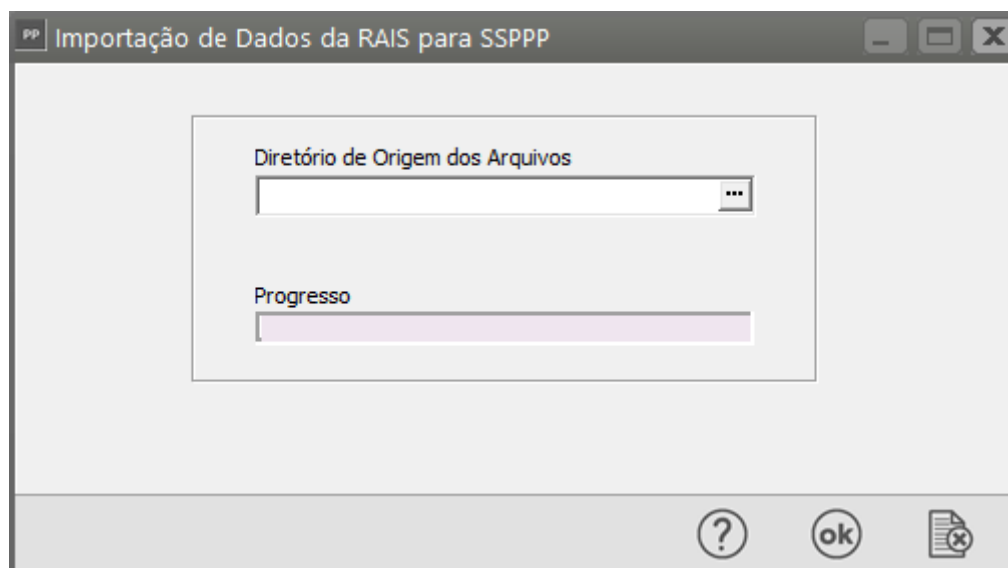 PP Importação de Dados da RAIS para SSPPP
Diretório de Origem dos Arquivos
...
Progresso
? ok